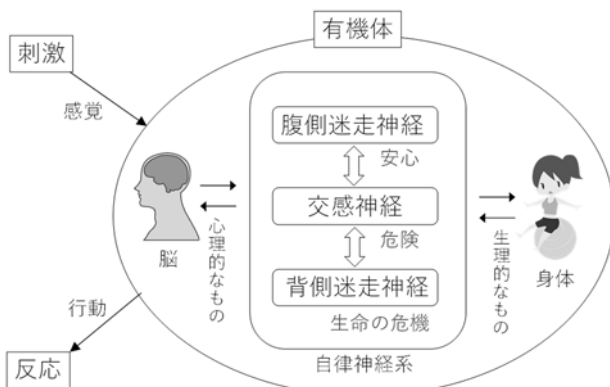 有機体
刺激
感覚
腹側迷走神経
安心
交感神経
危険
背側迷走神経
生命の危機
自律神経系
脳
心理的なもの
生理的なもの
身体
行動
反応